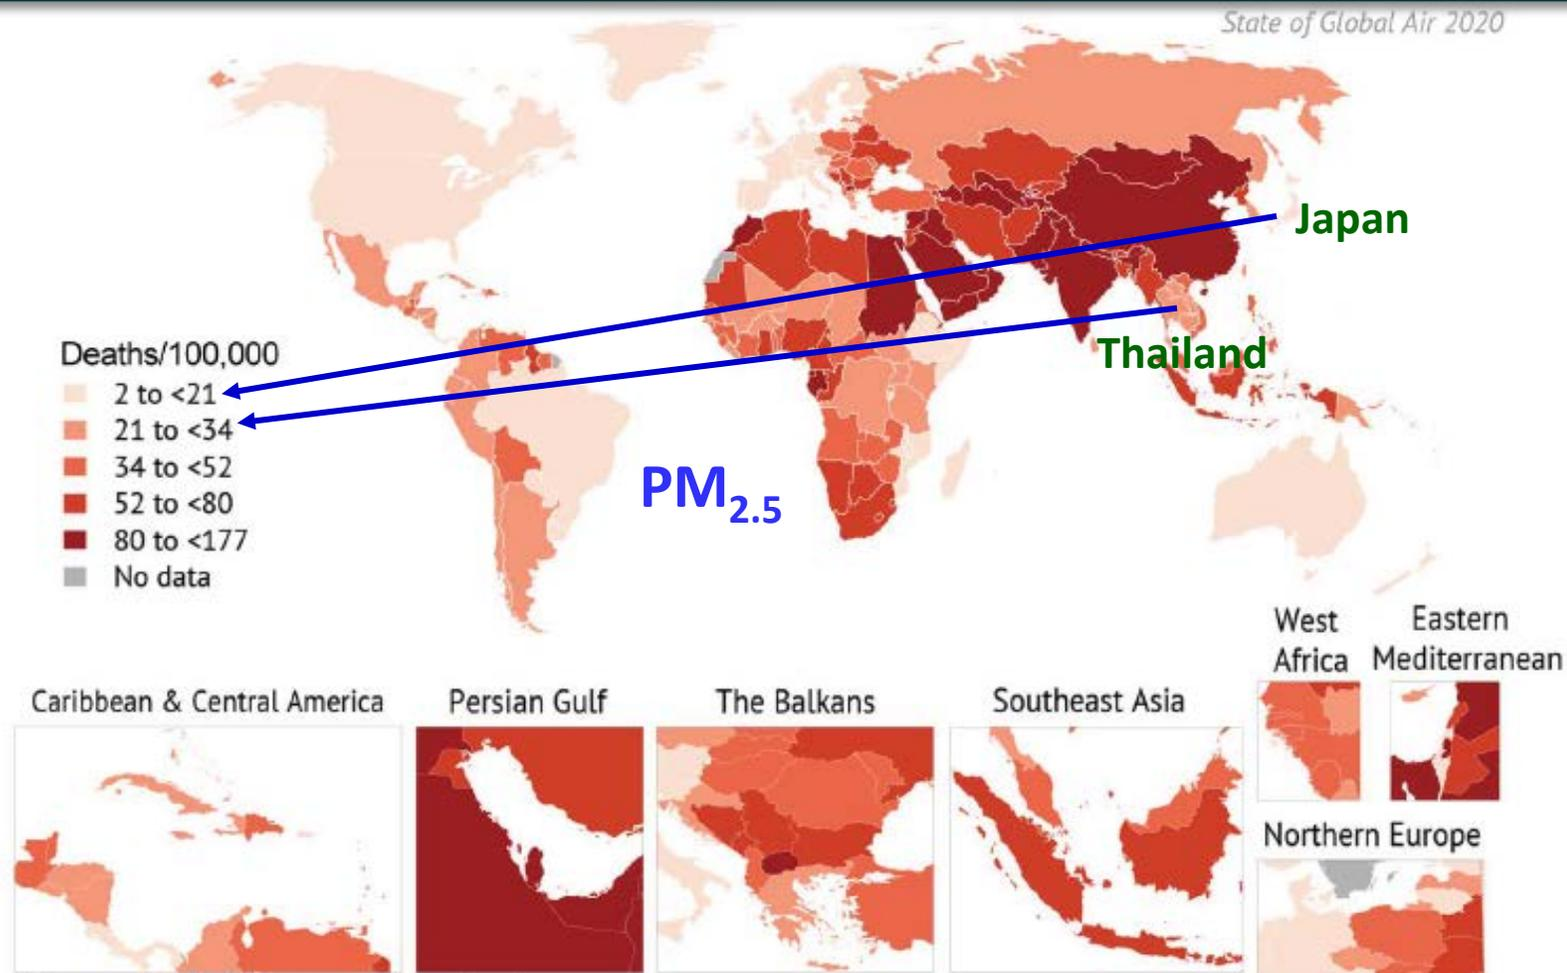 State of Global Air 2020
Japan
Thailand
Deaths/100,000
2 to <21
21 to <34
34 to <52
52 to <80
80 to <177
No data
PM2.5
West
Africa
Eastern
Mediterranean
Caribbean & Central America
Persian Gulf
The Balkans
Southeast Asia
Northern Europe